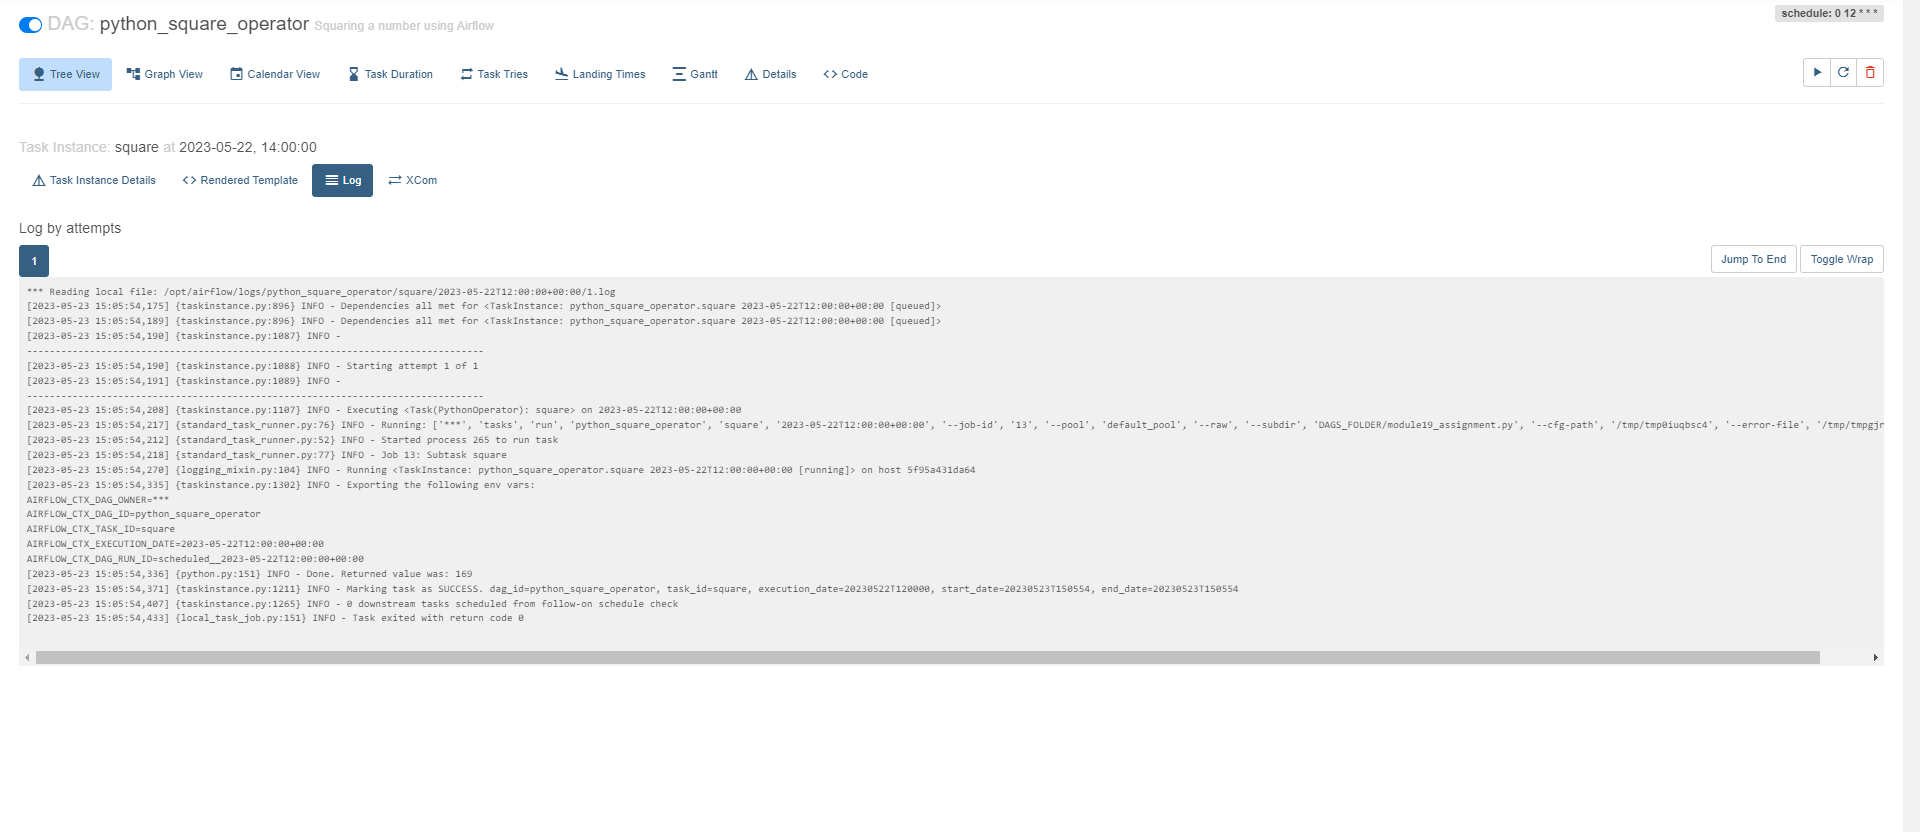 DAG: python_square_operator Squaring a number using Airflow
schedule: 0 12 * * *
Tree View Graph View Calendar View Task Duration Task Tries Landing Times Gantt Details Code
Task Instance: square at 2023-05-22, 14:00:00
Task Instance Details Rendered Template Log XCom
Log by attempts
1 Jump To End Toggle Wrap
*** Reading local file: /opt/airflow/logs/python_square_operator/square/2023-05-22T12:00:00+00:00/1.log
[2023-05-23 15:05:54,175] {taskinstance.py:896} INFO - Dependencies all met for <TaskInstance: python_square_operator.square 2023-05-22T12:00:00+00:00 [queued]>
[2023-05-23 15:05:54,189] {taskinstance.py:896} INFO - Dependencies all met for <TaskInstance: python_square_operator.square 2023-05-22T12:00:00+00:00 [queued]>
[2023-05-23 15:05:54,190] {taskinstance.py:1087} INFO -
--------------------------------------------------------------------------------
[2023-05-23 15:05:54,190] {taskinstance.py:1088} INFO - Starting attempt 1 of 1
[2023-05-23 15:05:54,191] {taskinstance.py:1089} INFO -
--------------------------------------------------------------------------------
[2023-05-23 15:05:54,208] {taskinstance.py:1107} INFO - Executing <Task(PythonOperator): square> on 2023-05-22T12:00:00+00:00
[2023-05-23 15:05:54,217] {standard_task_runner.py:76} INFO - Running: ['***', 'tasks', 'run', 'python_square_operator', 'square', '2023-05-22T12:00:00+00:00', '--job-id', '13', '--pool', 'default_pool', '--raw', '--subdir', 'DAGS_FOLDER/module19_assignment.py', '--cfg-path', '/tmp/tmp0iuqbsc4', '--error-file', '/tmp/tmpgjr
[2023-05-23 15:05:54,212] {standard_task_runner.py:52} INFO - Started process 265 to run task
[2023-05-23 15:05:54,218] {standard_task_runner.py:77} INFO - Job 13: Subtask square
[2023-05-23 15:05:54,270] {logging_mixin.py:104} INFO - Running <TaskInstance: python_square_operator.square 2023-05-22T12:00:00+00:00 [running]> on host 5f95a431da64
[2023-05-23 15:05:54,335] {taskinstance.py:1302} INFO - Exporting the following env vars:
AIRFLOW_CTX_DAG_OWNER=***
AIRFLOW_CTX_DAG_ID=python_square_operator
AIRFLOW_CTX_TASK_ID=square
AIRFLOW_CTX_EXECUTION_DATE=2023-05-22T12:00:00+00:00
AIRFLOW_CTX_DAG_RUN_ID=scheduled__2023-05-22T12:00:00+00:00
[2023-05-23 15:05:54,336] {python.py:151} INFO - Done. Returned value was: 169
[2023-05-23 15:05:54,371] {taskinstance.py:1211} INFO - Marking task as SUCCESS. dag_id=python_square_operator, task_id=square, execution_date=20230522T120000, start_date=20230523T150554, end_date=20230523T150554
[2023-05-23 15:05:54,407] {taskinstance.py:1265} INFO - 0 downstream tasks scheduled from follow-on schedule check
[2023-05-23 15:05:54,433] {local_task_job.py:151} INFO - Task exited with return code 0